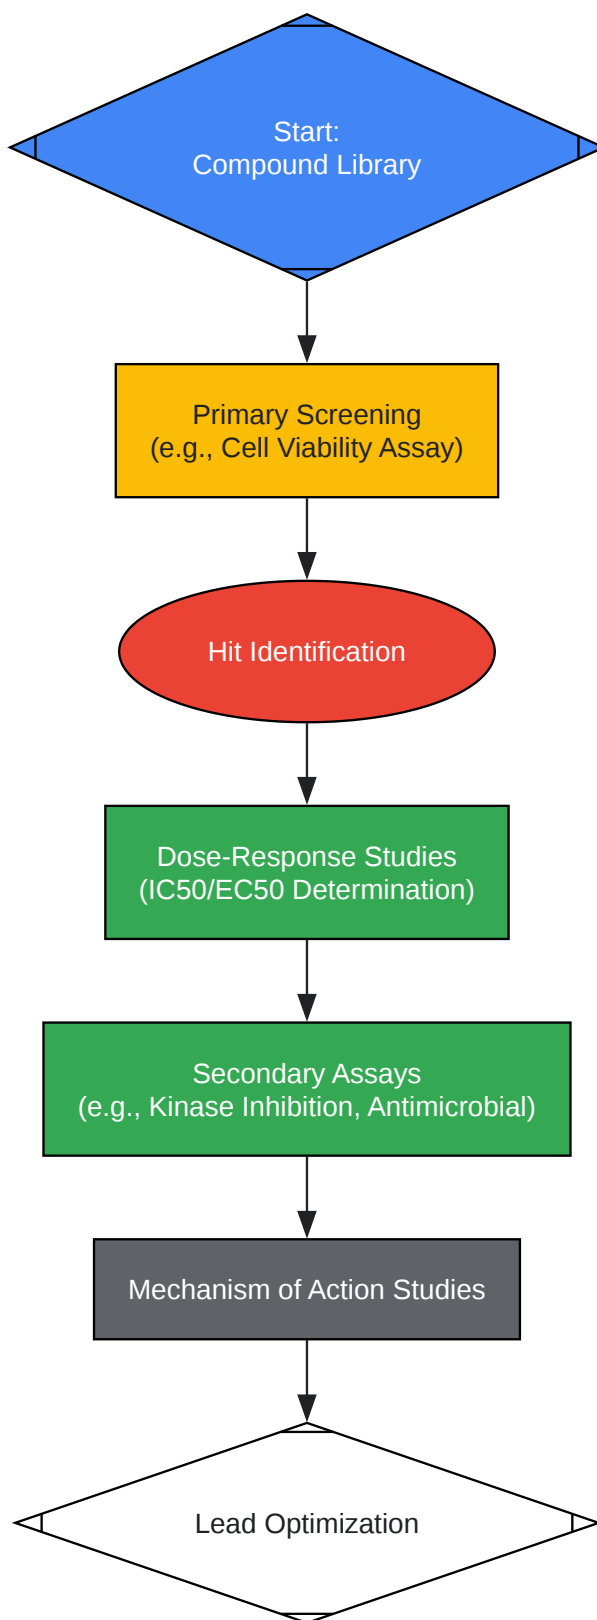 Start:
Compound Library
Primary Screening
(e.g., Cell Viability Assay)
Hit Identification
Dose-Response Studies
(IC50/EC50 Determination)
Secondary Assays
(e.g., Kinase Inhibition, Antimicrobial)
Mechanism of Action Studies
Lead Optimization